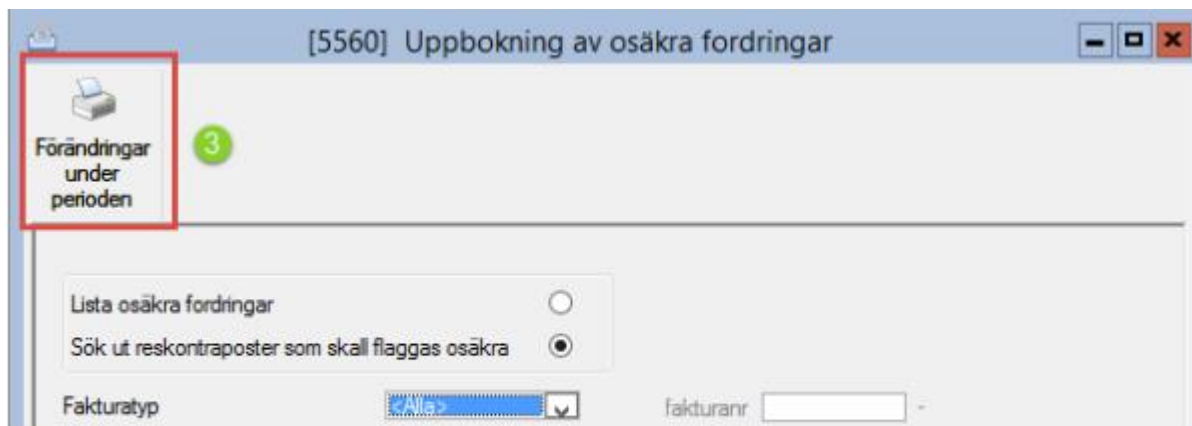 [5560] Uppbokning av osäkra fordringar
Förändringar
under
perioden
3
Lista osäkra fordringar
Sök ut reskontraposter som skall flaggas osäkra
Fakturatyp <Alla> fakturanr -